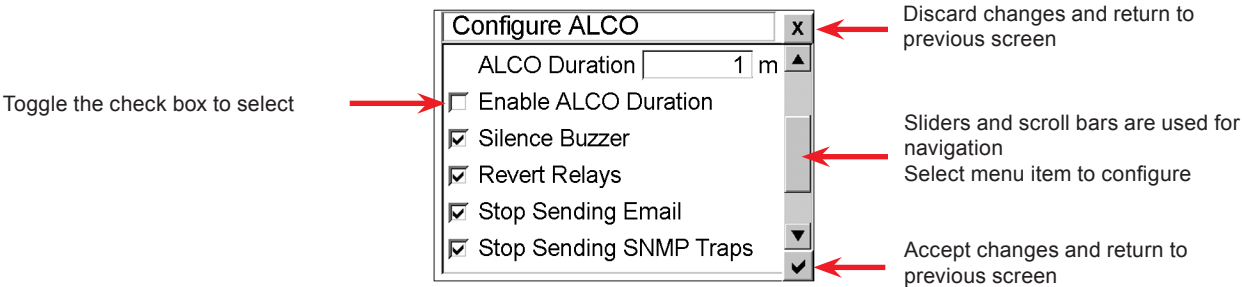 Configure ALCO
X
ALCO Duration 1 m
Enable ALCO Duration
Silence Buzzer
Revert Relays
Stop Sending Email
Stop Sending SNMP Traps
Toggle the check box to select
Discard changes and return to
previous screen
Sliders and scroll bars are used for
navigation
Select menu item to configure
Accept changes and return to
previous screen